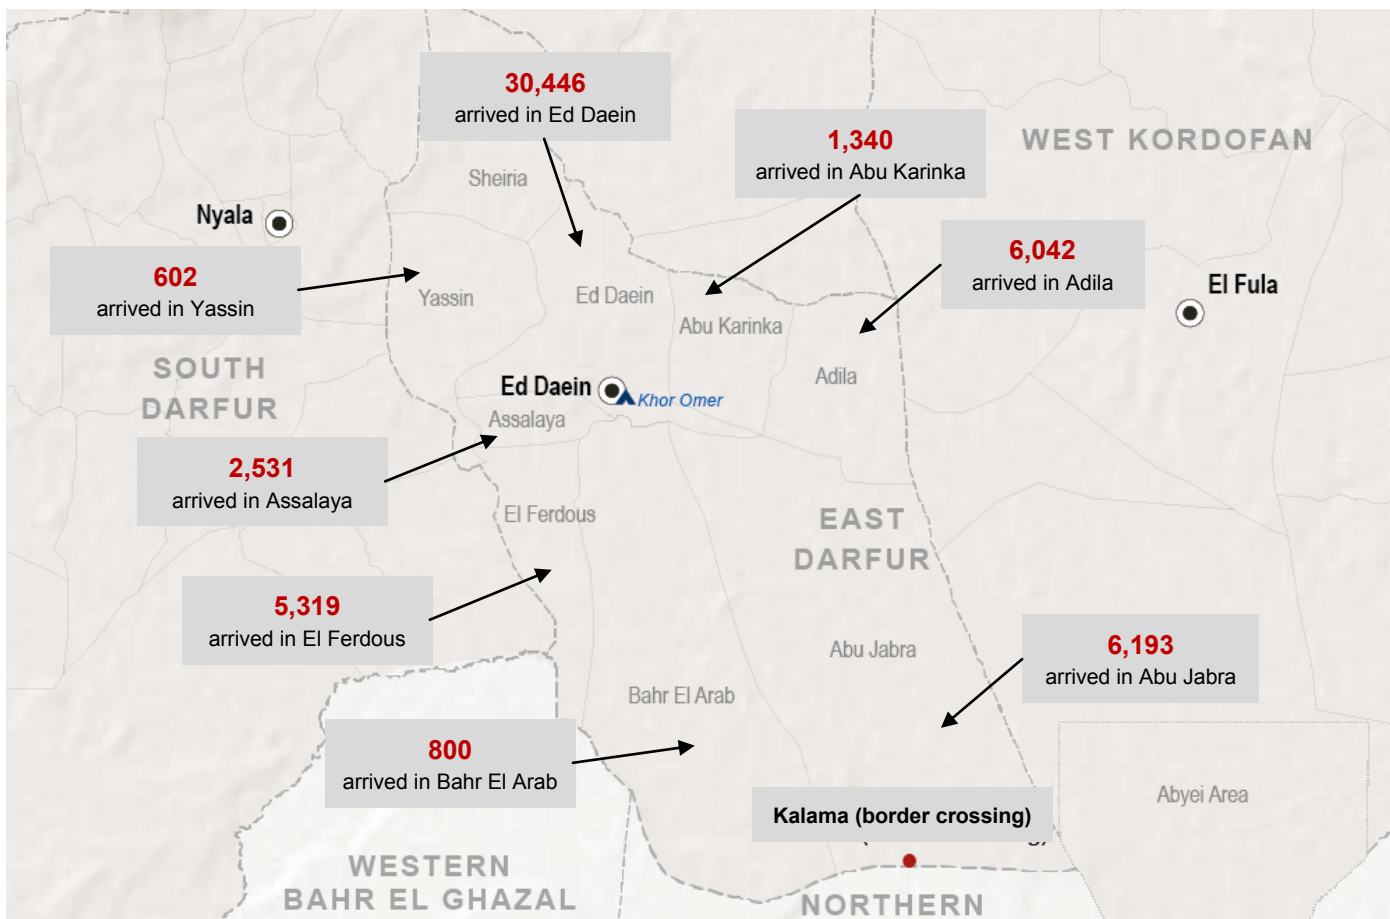 30,446
arrived in Ed Daein
1,340
arrived in Abu Karinka
WEST KORDOFAN
Sheiria
Nyala
602
arrived in Yassin
6,042
arrived in Adila
Yassin
Ed Daein
El Fula
Abu Karinka
SOUTH
DARFUR
Adila
Ed Daein
Khor Omer
Assalaya
2,531
arrived in Assalaya
El Ferdous
EAST
DARFUR
5,319
arrived in El Ferdous
Abu Jabra
6,193
arrived in Abu Jabra
Bahr El Arab
800
arrived in Bahr El Arab
Abyei Area
Kalama (border crossing)
WESTERN
BAHR EL GHAZAL
NORTHERN